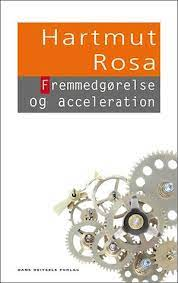 Hartmut
Rosa
Fremmedgørelse
og acceleration
HANS REITZELS FORLAG